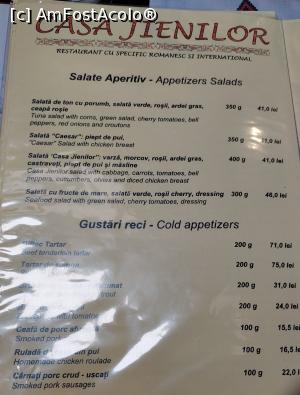 [c] AmFostAcolo®
CASA JIENILOR
RESTAURANT CU SPECIFIC ROMANESC SI INTERNATIONAL
Salate Aperitiv - Appetizers Salads
Salată de ton cu porumb, salată verde, roșii, ardei gras, 350 g 41,0 lei
ceapă roșie
Tuna salad with corns, green salad, cherry tomatoes, bell
peppers, red onions and croutons
Salată "Caesar": piept de pui, 350 g lei
"Caesar" Salad with chicken breast
Salată 'Casa Jienilor": varză, morcov, roșii, ardei gras, 400 g 41,0 lei
castraveți, piept de pui și măsline
Casa Jienilor salad with cabbage, carrots, tomatoes, bell
peppers, cucumbers, olives and diced chicken breast
Salată cu fructe de mare, salată verde, roșii cherry, dressing 300 g 46,0 lei
Seafood salad with green salad, cherry tomatoes, dressing
Gustări reci - Cold appetizers
Tartar 200 g 71,0 lei
Beef tenderloin tartar
Tartar de 200 g 75,0 lei
200 g 31,0 lei
trout
200 g 24,0 lei
tomatoes
Ceafă de porc 100 g 15,5 lei
Smoked pork
Ruladă pui 100 g 16,5 lei
Homemade chicken roulade
Cârnați porc crud - uscați 100 g 22,0
Smoked pork sausages